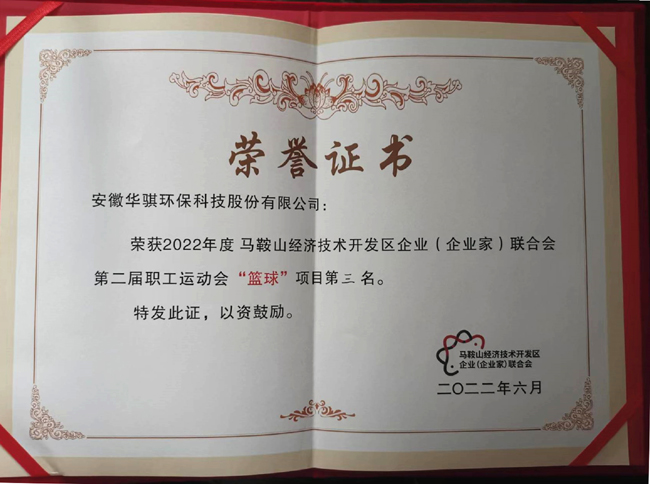 荣誉证书
安徽华骐环保科技股份有限公司：
荣获2022年度 马鞍山经济技术开发区企业（企业家）联合会
第二届职工运动会“篮球”项目第三名。
特发此证，以资鼓励。
马鞍山经济技术开发区
企业(企业家)联合会
二〇二二年六月